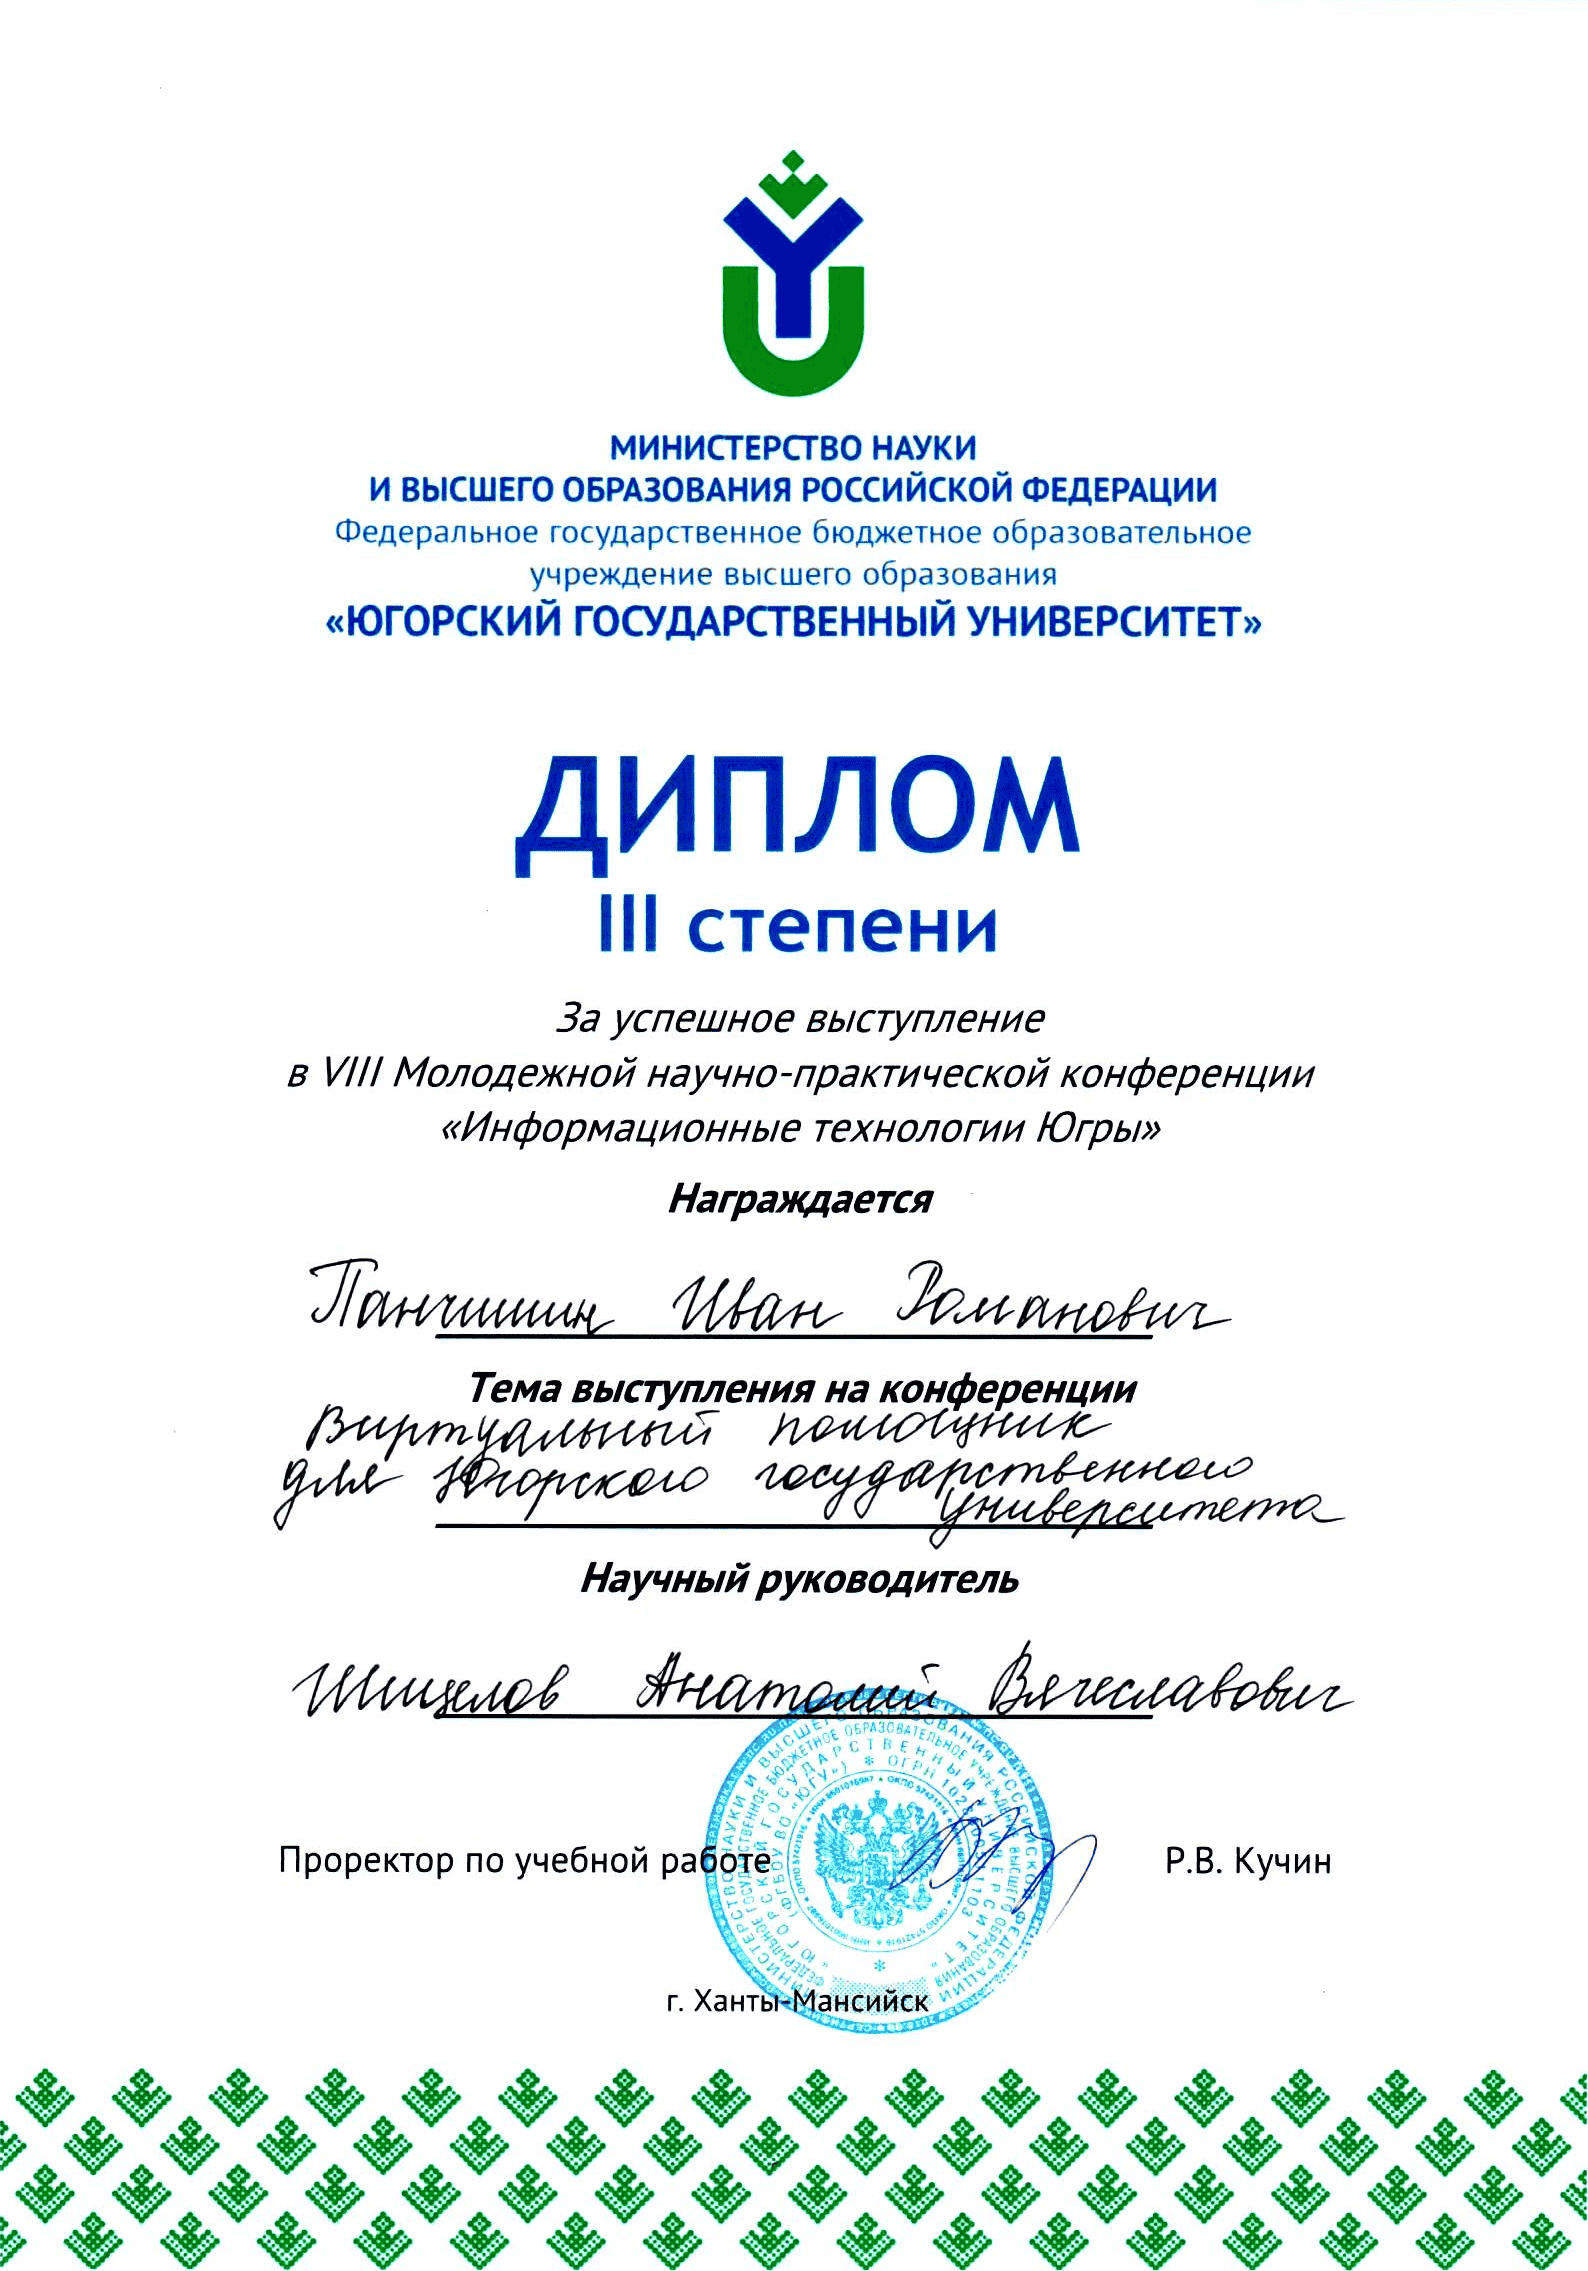 МИНИСТЕРСТВО НАУКИ
И ВЫСШЕГО ОБРАЗОВАНИЯ РОССИЙСКОЙ ФЕДЕРАЦИИ
Федеральное государственное бюджетное образовательное
учреждение высшего образования
«ЮГОРСКИЙ ГОСУДАРСТВЕННЫЙ УНИВЕРСИТЕТ»
ДИПЛОМ
III степени
За успешное выступление
в VIII Молодежной научно-практической конференции
«Информационные технологии Югры»
Награждается
Панчишин Иван Романович
Тема выступления на конференции
Виртуальный помощник
для Югорского государственного
университета
Научный руководитель
Шицелов Анатолий Вячеславович
Проректор по учебной работе Р.В. Кучин
г. Ханты-Мансийск